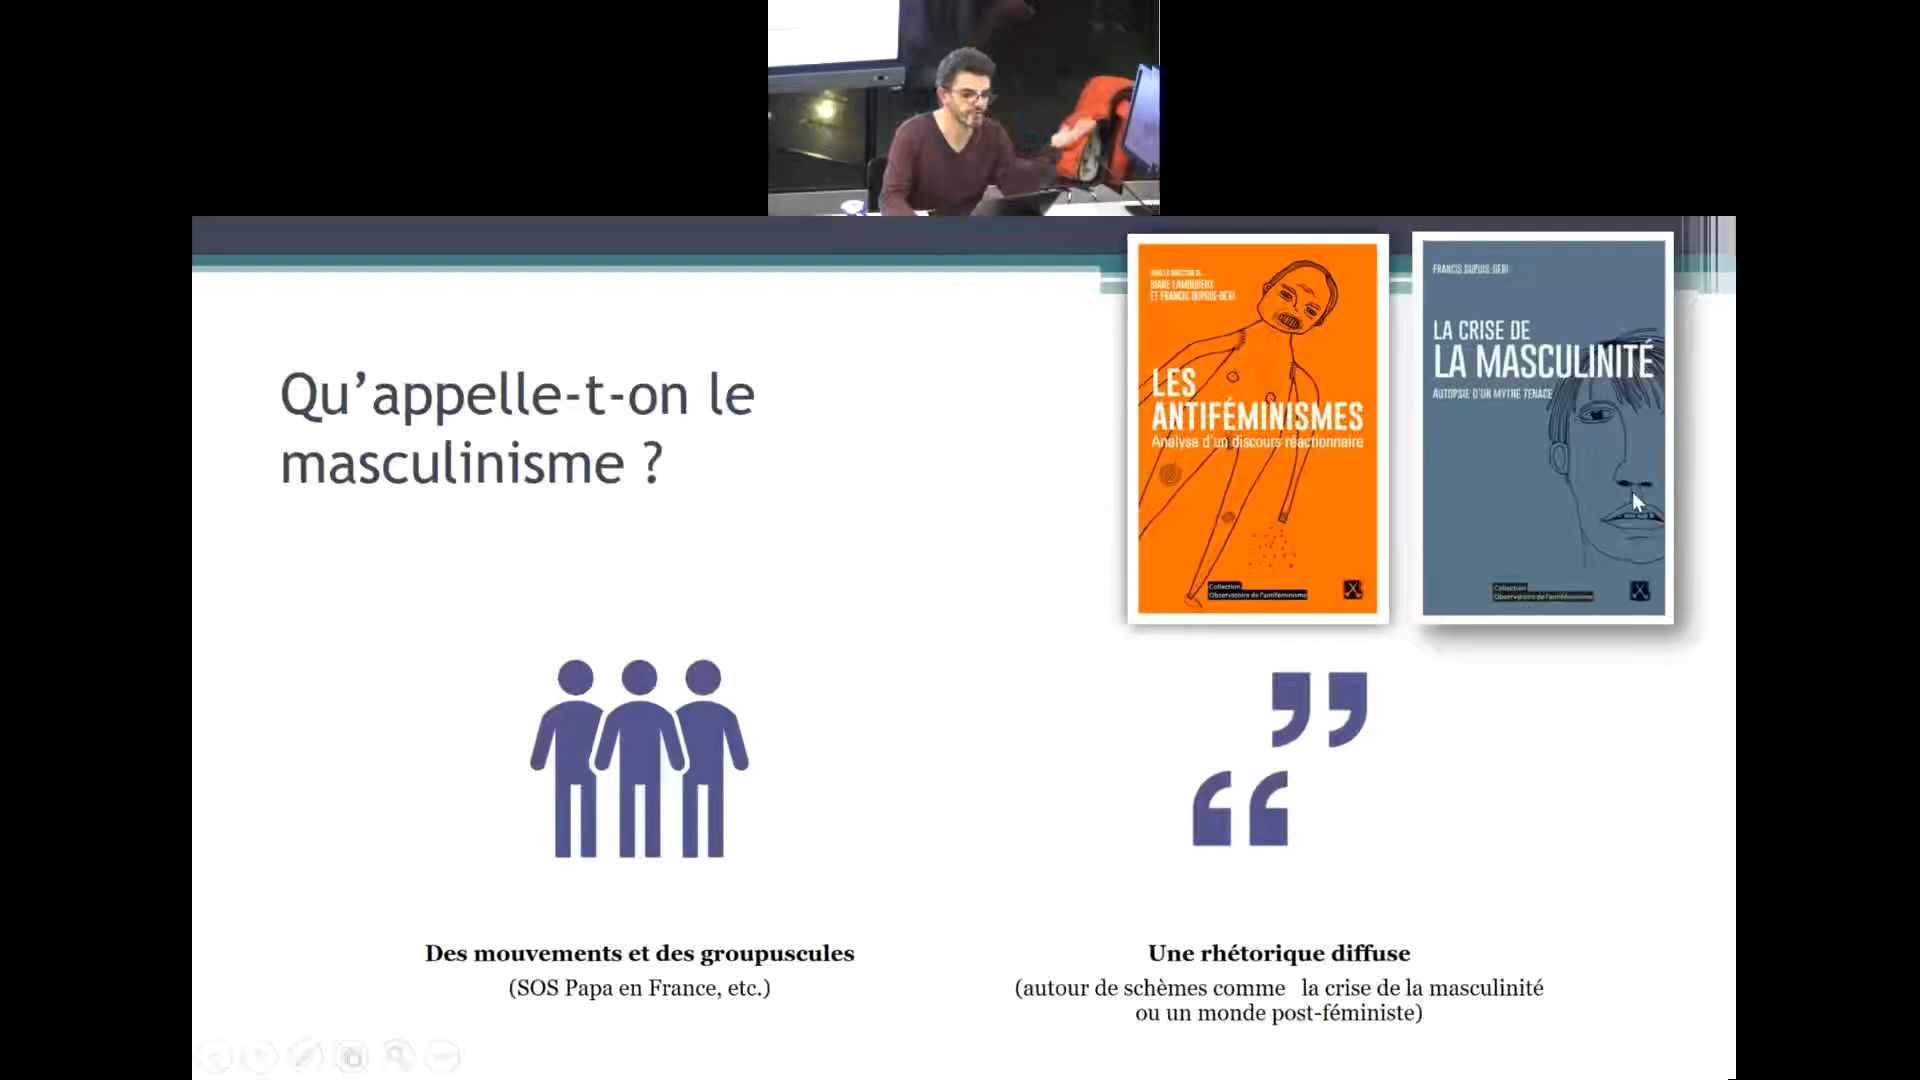 Qu’appelle-t-on le
masculinisme ?
SOUS LA DIRECTION DE
DIANE LAMOUREUX
ET FRANCIS DUPUIS-DÉRI
LES
ANTIFÉMINISMES
Analyse d'un discours réactionnaire
Collection
Observatoire de l'antiféminisme
FRANCIS DUPUIS-DÉRI
LA CRISE DE
LA MASCULINITÉ
AUTOPSIE D'UN MYTHE TENACE
Collection
Observatoire de l'antiféminisme
Des mouvements et des groupuscules
(SOS Papa en France, etc.)
Une rhétorique diffuse
(autour de schèmes comme la crise de la masculinité
ou un monde post-féministe)